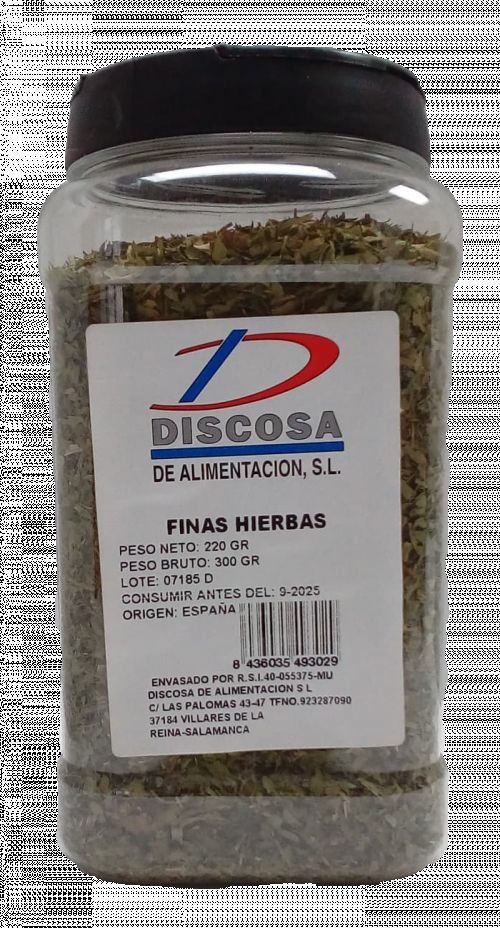 DISCOSA
DE ALIMENTACION, S.L.
FINAS HIERBAS
PESO NETO: 220 GR
PESO BRUTO: 300 GR
LOTE: 07185 D
CONSUMIR ANTES DEL: 9-2025
ORIGEN: ESPAÑA
8 436035 493029
ENVASADO POR R.S.I.40-055375-MU
DISCOSA DE ALIMENTACION S L
C/ LAS PALOMAS 43-47 TFNO.923287090
37184 VILLARES DE LA
REINA-SALAMANCA